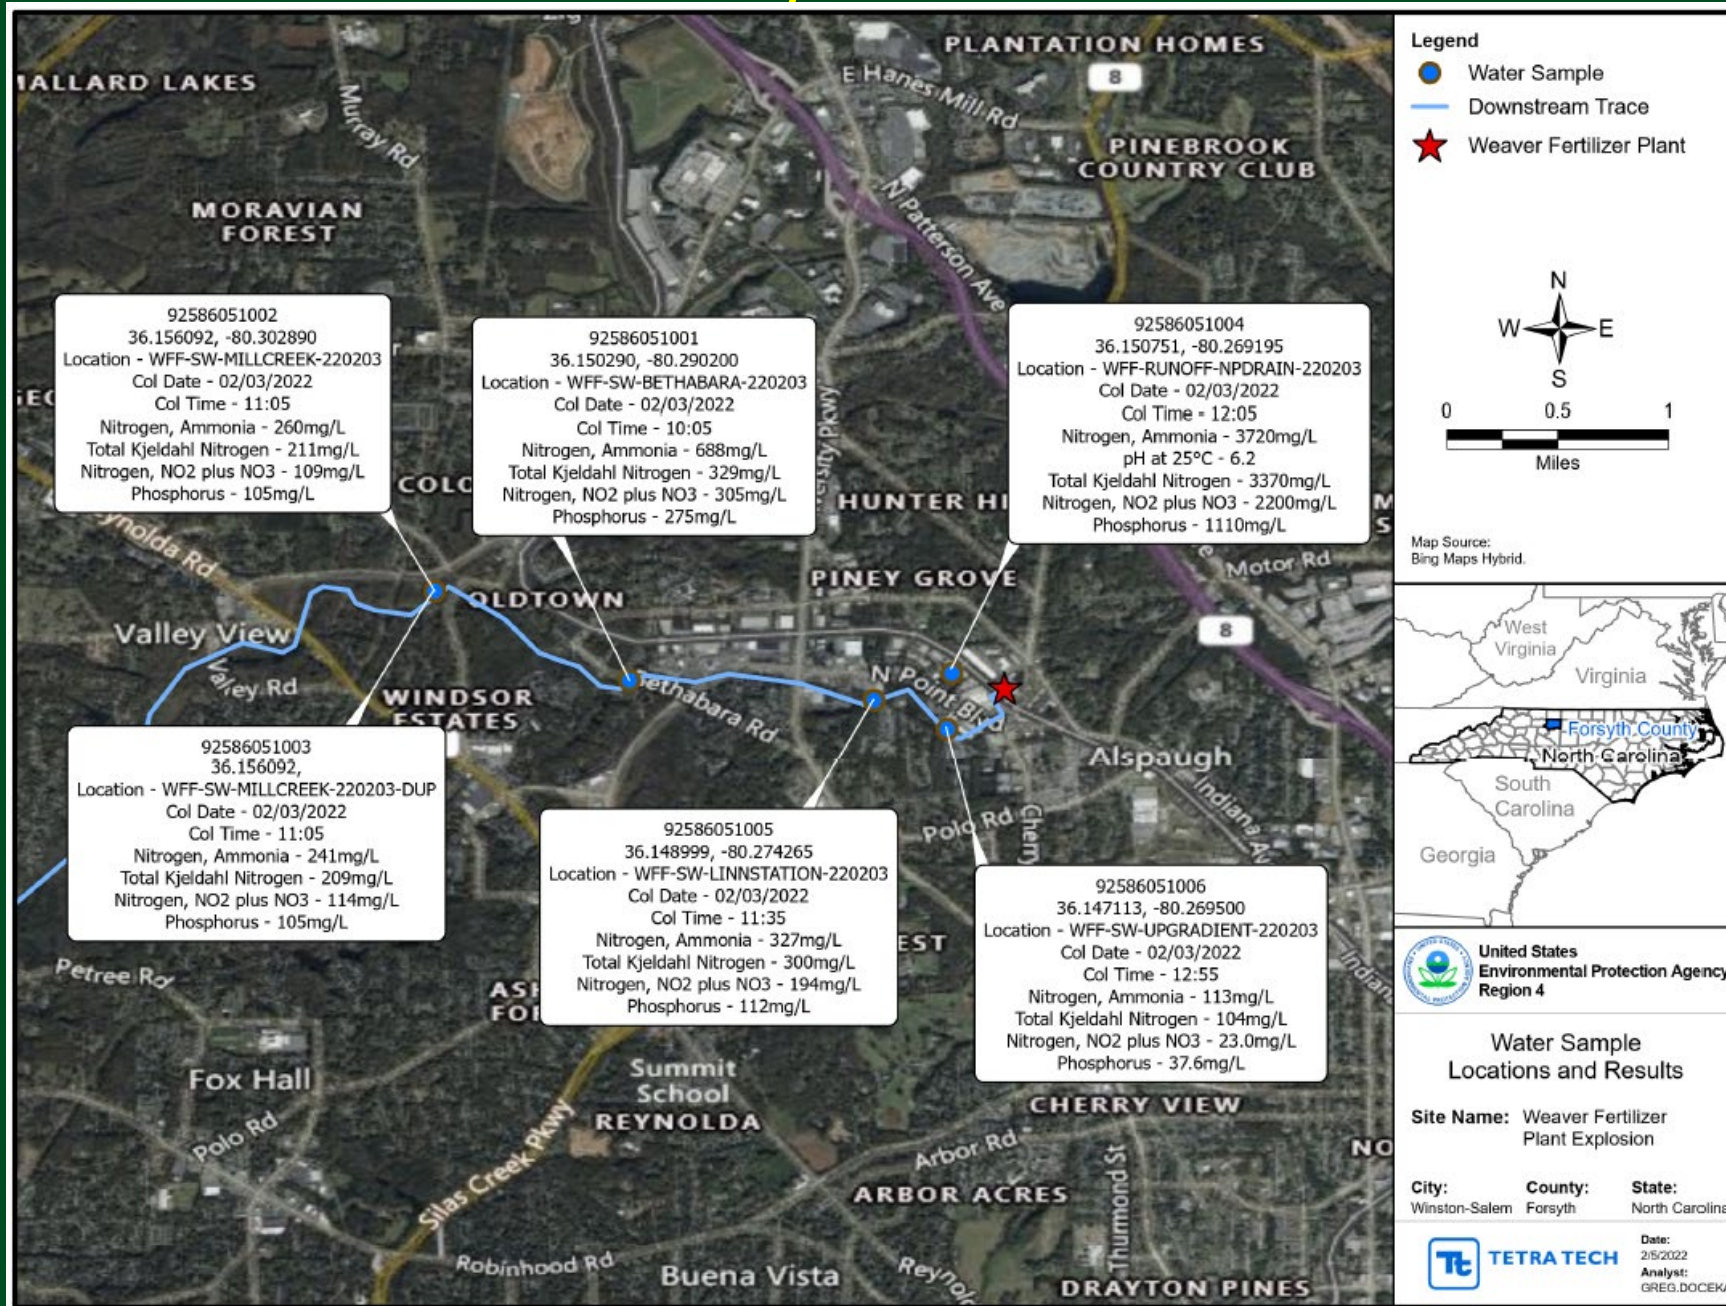 Legend
Water Sample
Downstream Trace
Weaver Fertilizer Plant
N
W E
S
0 0.5 1
Miles
Map Source:
Bing Maps Hybrid.
West
Virginia
Virginia
Forsyth County
North Carolina
South
Carolina
Georgia
United States
Environmental Protection Agency
Region 4
Water Sample
Locations and Results
Site Name: Weaver Fertilizer
Plant Explosion
City: County: State:
Winston-Salem Forsyth North Carolina
TETRA TECH
Date:
2/5/2022
Analyst:
GREG.DOCEKA
MALLARD LAKES
Murray Rd
PLANTATION HOMES
8
E Hanes Mill Rd
PINEBROOK
COUNTRY CLUB
MORAVIAN
FOREST
N Patterson Ave
92586051002
36.156092, -80.302890
Location - WFF-SW-MILLCREEK-220203
Col Date - 02/03/2022
Col Time - 11:05
Nitrogen, Ammonia - 260mg/L
Total Kjeldahl Nitrogen - 211mg/L
Nitrogen, NO2 plus NO3 - 109mg/L
Phosphorus - 105mg/L
92586051001
36.150290, -80.290200
Location - WFF-SW-BETHABARA-220203
Col Date - 02/03/2022
Col Time - 10:05
Nitrogen, Ammonia - 688mg/L
Total Kjeldahl Nitrogen - 329mg/L
Nitrogen, NO2 plus NO3 - 305mg/L
Phosphorus - 275mg/L
92586051004
36.150751, -80.269195
Location - WFF-RUNOFF-NPDRAIN-220203
Col Date - 02/03/2022
Col Time - 12:05
Nitrogen, Ammonia - 3720mg/L
pH at 25°C - 6.2
Total Kjeldahl Nitrogen - 3370mg/L
Nitrogen, NO2 plus NO3 - 2200mg/L
Phosphorus - 1110mg/L
HUNTER HI
PINEY GROVE
Motor Rd
8
OLDTOWN
Valley View
Valley Rd
WINDSOR
ESTATES
Bethabara Rd
N Point Blvd
Alspaugh
Indiana Av
Polo Rd
Cherry
92586051003
36.156092,
Location - WFF-SW-MILLCREEK-220203-DUP
Col Date - 02/03/2022
Col Time - 11:05
Nitrogen, Ammonia - 241mg/L
Total Kjeldahl Nitrogen - 209mg/L
Nitrogen, NO2 plus NO3 - 114mg/L
Phosphorus - 105mg/L
92586051005
36.148999, -80.274265
Location - WFF-SW-LINNSTATION-220203
Col Date - 02/03/2022
Col Time - 11:35
Nitrogen, Ammonia - 327mg/L
Total Kjeldahl Nitrogen - 300mg/L
Nitrogen, NO2 plus NO3 - 194mg/L
Phosphorus - 112mg/L
92586051006
36.147113, -80.269500
Location - WFF-SW-UPGRADIENT-220203
Col Date - 02/03/2022
Col Time - 12:55
Nitrogen, Ammonia - 113mg/L
Total Kjeldahl Nitrogen - 104mg/L
Nitrogen, NO2 plus NO3 - 23.0mg/L
Phosphorus - 37.6mg/L
Petree Rd
Fox Hall
Polo Rd
Silas Creek Pkwy
Summit
School
REYNOLDA
CHERRY VIEW
Arbor Rd
ARBOR ACRES
Thurmond St
Robinhood Rd
Buena Vista
DRAYTON PINES